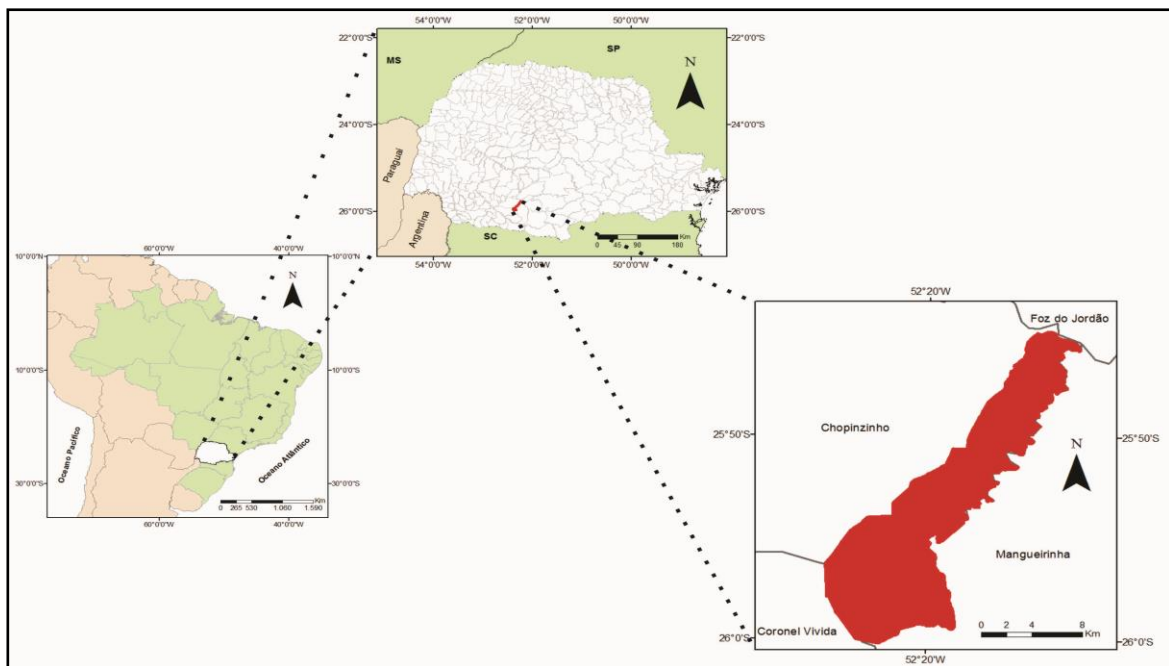 54°0'0"W
52°0'0"W
50°0'0"W
22°0'0"S
22°0'0"S
MS
SP
N
24°0'0"S
24°0'0"S
Paraguai
Argentina
26°0'0"S
26°0'0"S
SC
0 45 90 180
Km
54°0'0"W
52°0'0"W
50°0'0"W
60°0'0"W
40°0'0"W
10°0'0"N
10°0'0"N
N
10°0'0"S
10°0'0"S
Oceano Pacífico
Oceano Atlântico
30°0'0"S
30°0'0"S
Km
0 265 530 1.060 1.590
60°0'0"W
40°0'0"W
52°20'W
Foz do Jordão
Chopinzinho
25°50'S
25°50'S
N
Mangueirinha
Coronel Vivida
0 2 4 8
Km
26°0'S
26°0'S
52°20'W